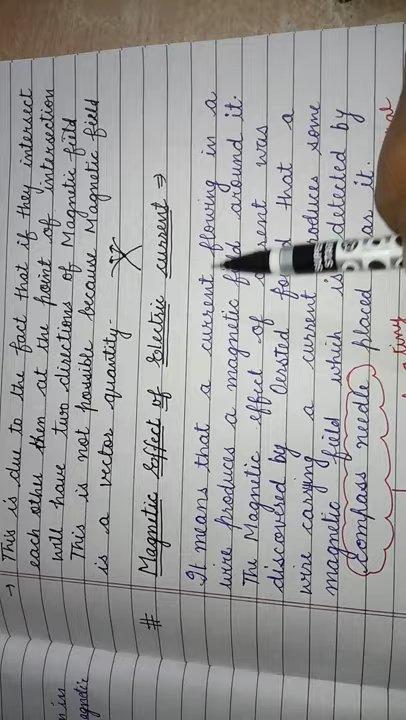 → This is due to the fact that if they intersect
each other then at the point of intersection
will have two directions of Magnetic field
This is not possible because Magnetic field
is a vector quantity.
# Magnetic Effect of Electric current ⇒
It means that a current flowing in a
wire produces a magnetic around it.
The Magnetic effect of was
discovered by that a
wire carrying a current produces some
magnetic field which is detected by
compass needle placed it.
tiny